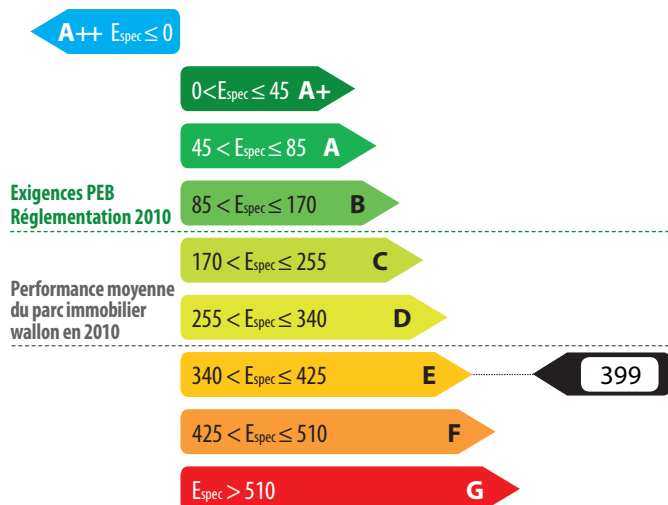 A++ Espec ≤ 0
0<Espec ≤ 45 A+
45 < Espec ≤ 85 A
Exigences PEB
Réglementation 2010
85 < Espec ≤ 170 B
170 < Espec ≤ 255 C
Performance moyenne
du parc immobilier
wallon en 2010
255 < Espec ≤ 340 D
340 < Espec ≤ 425 E
399
425 < Espec ≤ 510 F
Espec > 510 G